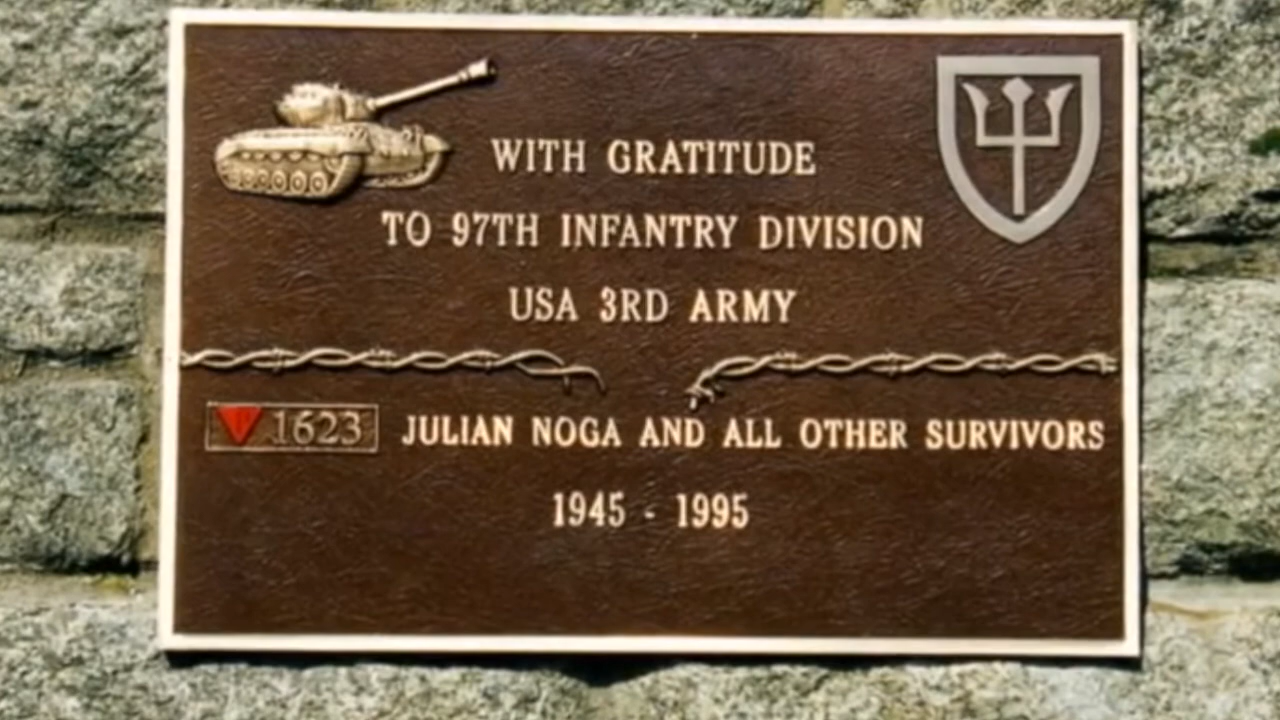 WITH GRATITUDE
TO 97TH INFANTRY DIVISION
USA 3RD ARMY
1623 JULIAN NOGA AND ALL OTHER SURVIVORS
1945 - 1995